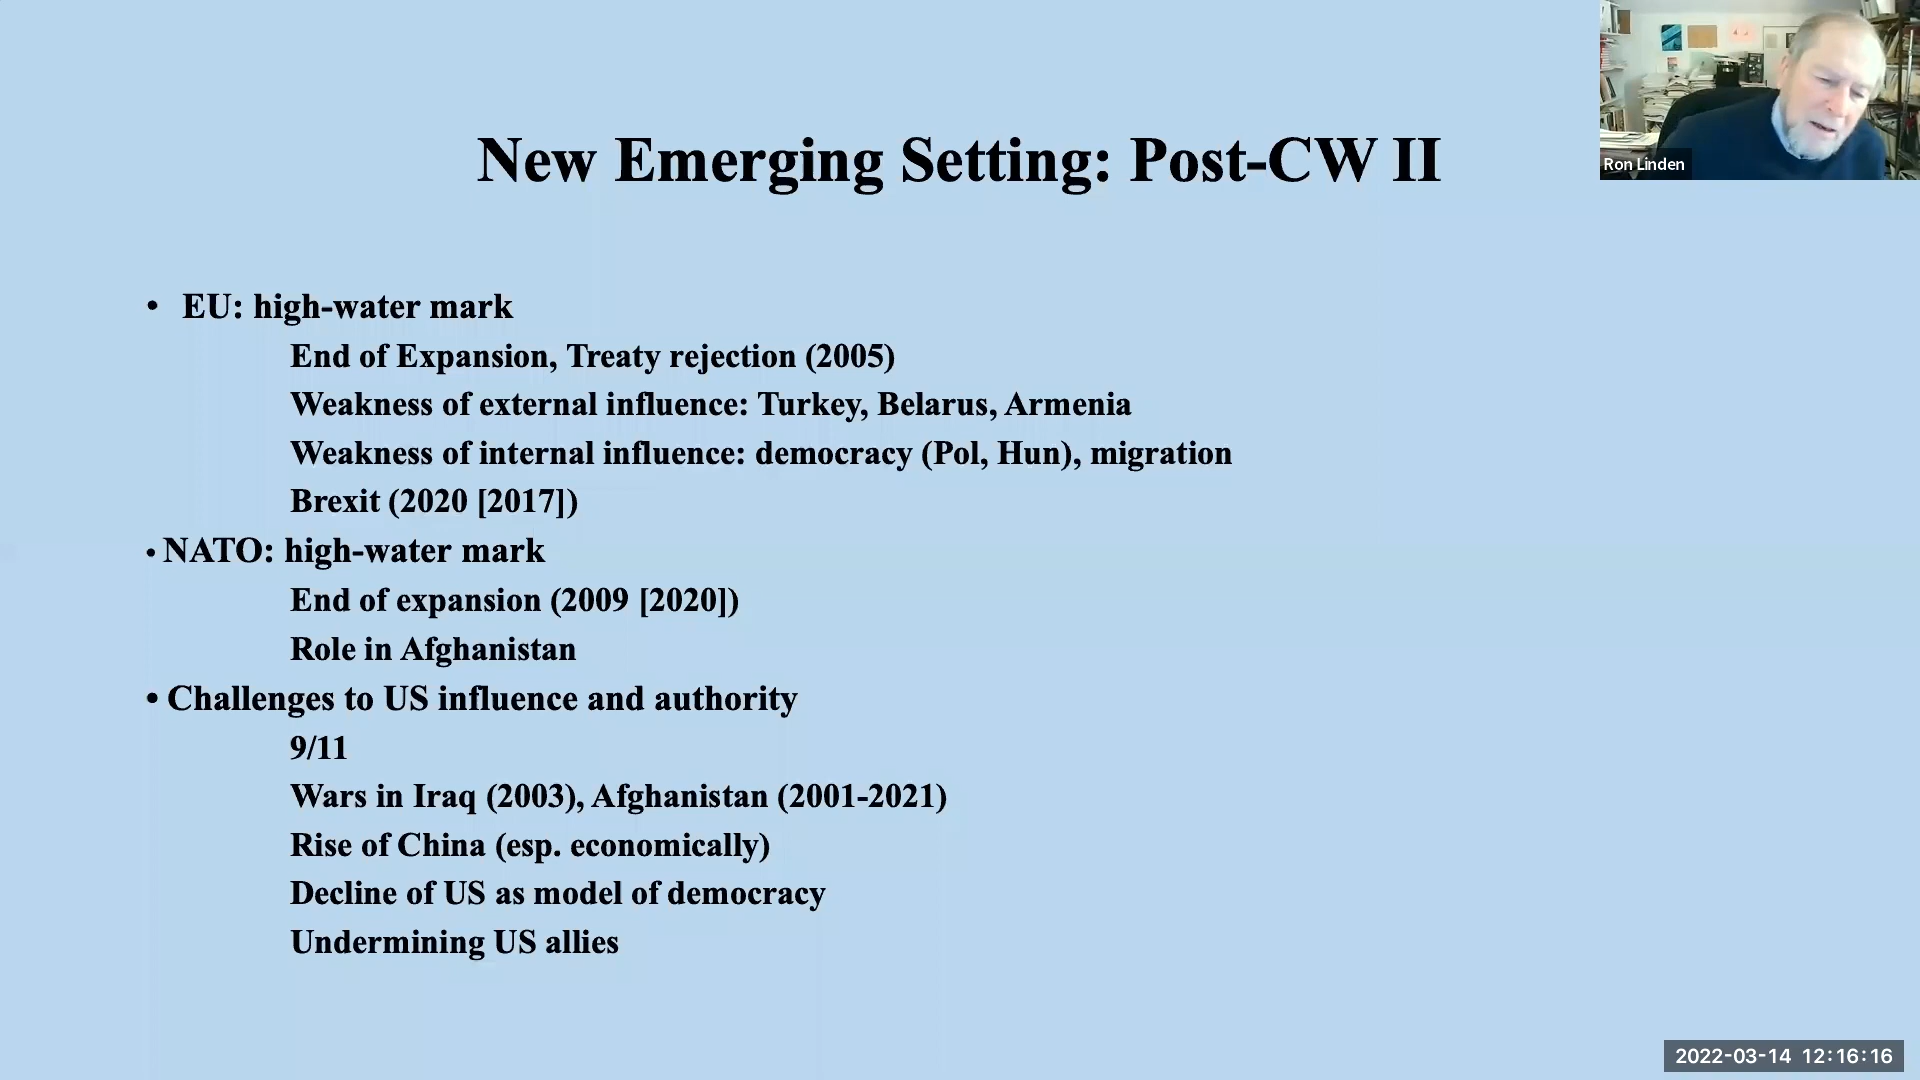 New Emerging Setting: Post-CW II
Ron Linden
• EU: high-water mark
End of Expansion, Treaty rejection (2005)
Weakness of external influence: Turkey, Belarus, Armenia
Weakness of internal influence: democracy (Pol, Hun), migration
Brexit (2020 [2017])
• NATO: high-water mark
End of expansion (2009 [2020])
Role in Afghanistan
• Challenges to US influence and authority
9/11
Wars in Iraq (2003), Afghanistan (2001-2021)
Rise of China (esp. economically)
Decline of US as model of democracy
Undermining US allies
2022-03-14 12:16:16